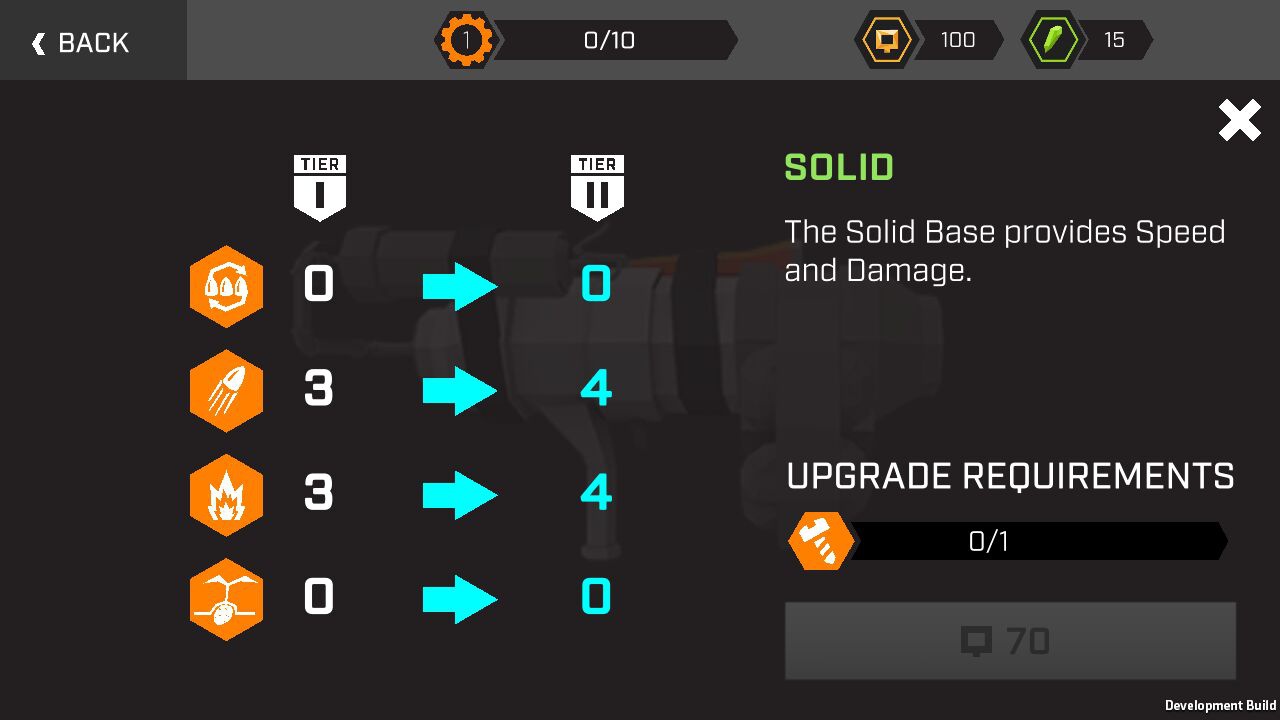 BACK
1
0/10
100
15
TIER
I
TIER
II
SOLID
The Solid Base provides Speed
and Damage.
0 0
3 4
3 4
0 0
UPGRADE REQUIREMENTS
0/1
70
Development Build